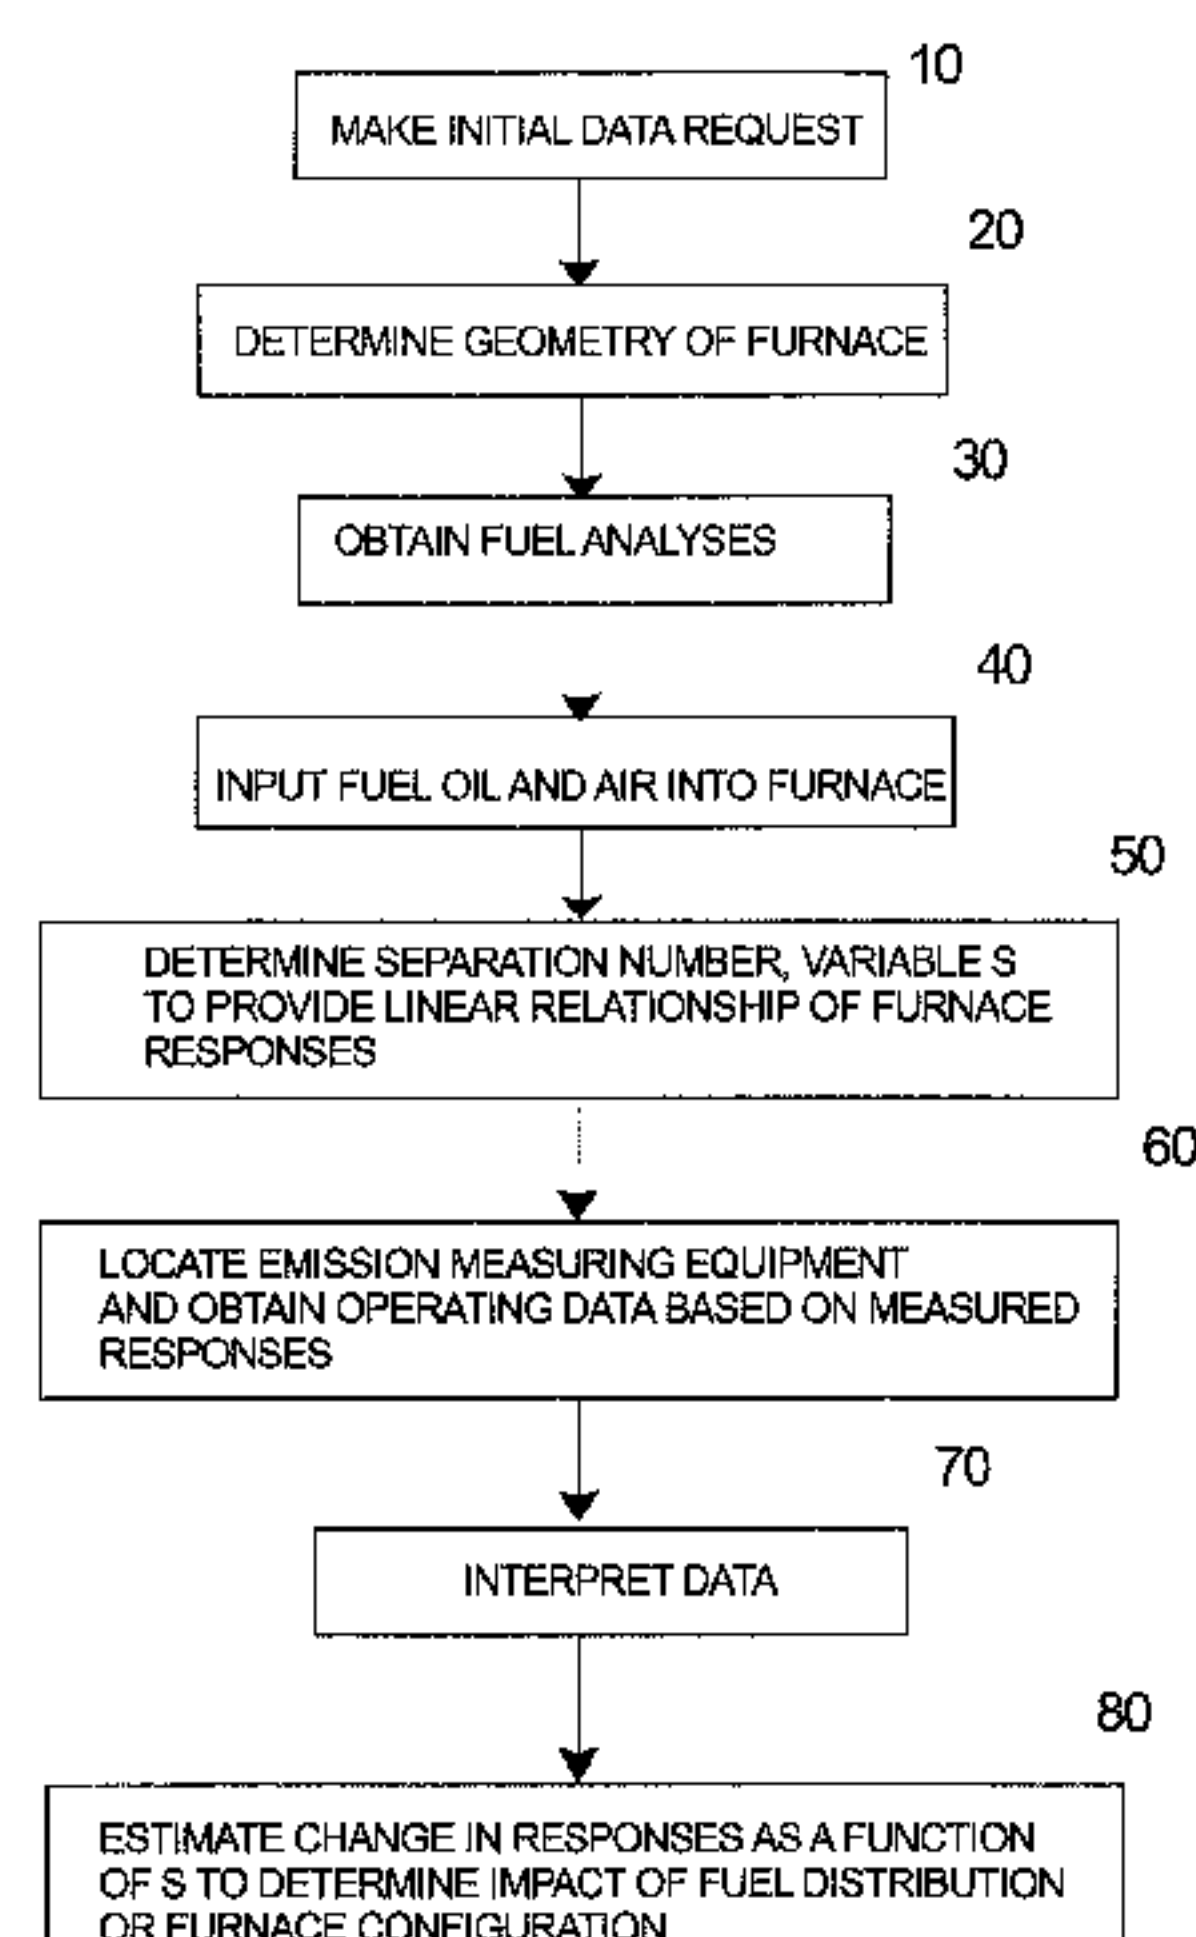 10
MAKE INITIAL DATA REQUEST
20
DETERMINE GEOMETRY OF FURNACE
30
OBTAIN FUEL ANALYSES
40
INPUT FUEL OIL AND AIR INTO FURNACE
50
DETERMINE SEPARATION NUMBER, VARIABLE S
TO PROVIDE LINEAR RELATIONSHIP OF FURNACE
RESPONSES
60
LOCATE EMISSION MEASURING EQUIPMENT
AND OBTAIN OPERATING DATA BASED ON MEASURED
RESPONSES
70
INTERPRET DATA
80
ESTIMATE CHANGE IN RESPONSES AS A FUNCTION
OF S TO DETERMINE IMPACT OF FUEL DISTRIBUTION
OR FURNACE CONFIGURATION